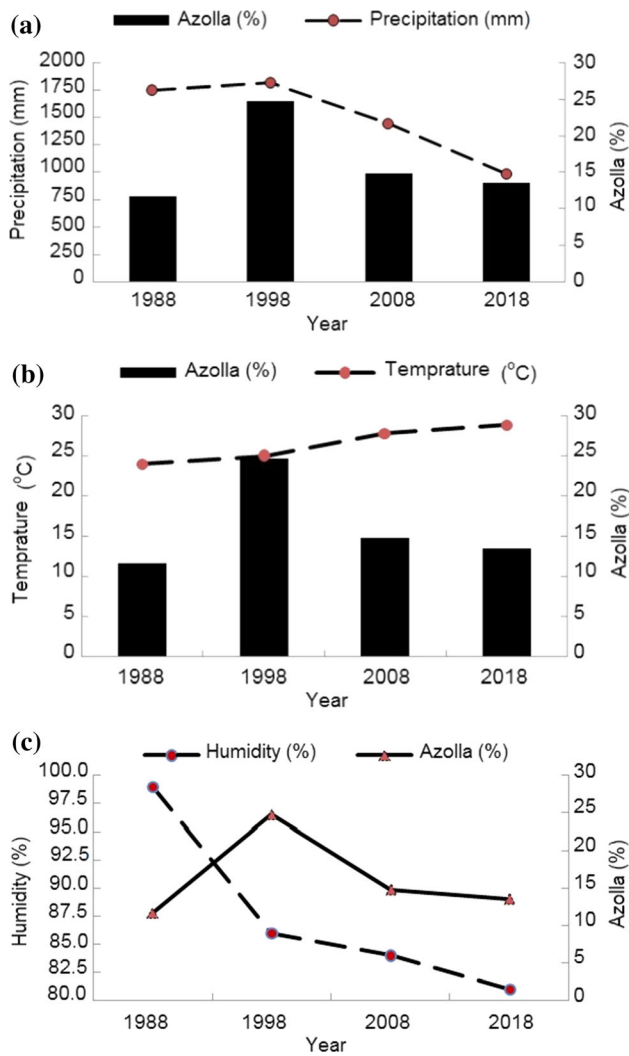 (a)
Azolla (%) Precipitation (mm)
Precipitation (mm)
2000
1750
1500
1250
1000
750
500
250
0
30
25
20
15
10
5
0
Azolla (%)
1988 1998 2008 2018
Year
(b)
Azolla (%) Temprature (°C)
Temprature (°C)
30
25
20
15
10
5
0
30
25
20
15
10
5
0
Azolla (%)
1988 1998 2008 2018
Year
(c)
Humidity (%) Azolla (%)
Humidity (%)
100.0
97.5
95.0
92.5
90.0
87.5
85.0
82.5
80.0
30
25
20
15
10
5
0
Azolla (%)
1988 1998 2008 2018
Year